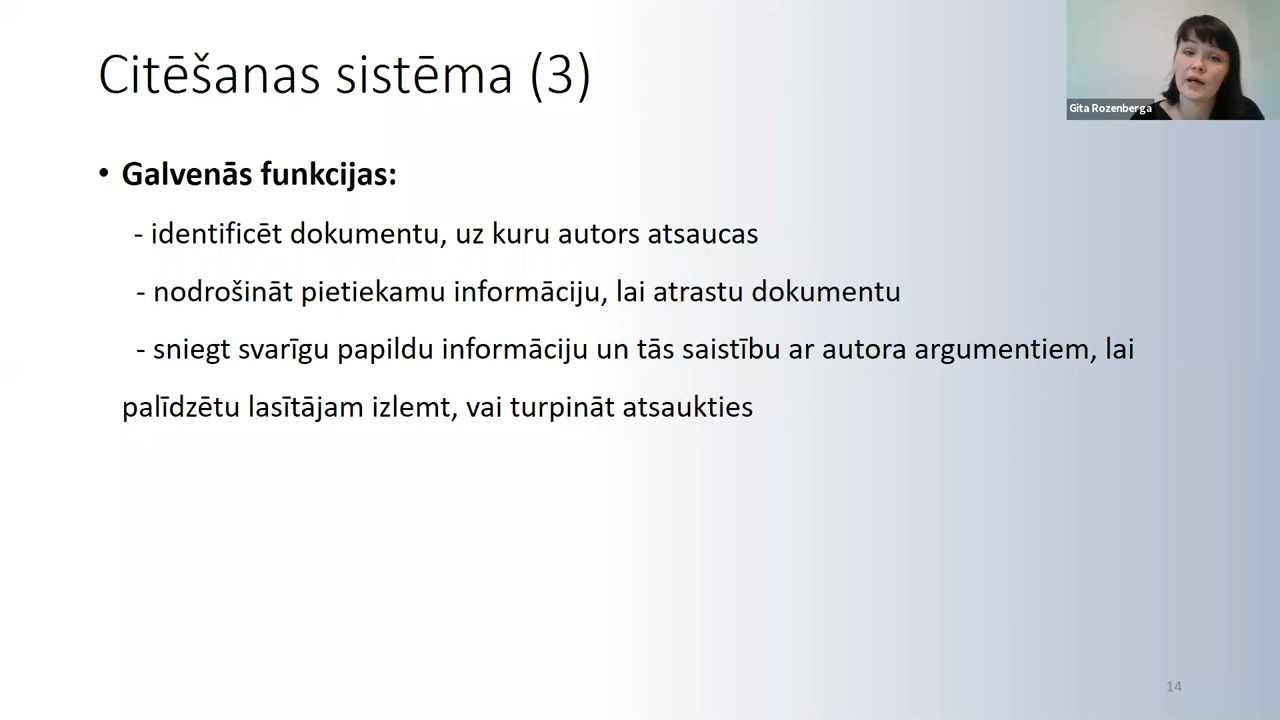 Citēšanas sistēma (3)
Gita Rozenberga
• Galvenās funkcijas:
- identificēt dokumentu, uz kuru autors atsaucas
- nodrošināt pietiekamu informāciju, lai atrastu dokumentu
- sniegt svarīgu papildu informāciju un tās saistību ar autora argumentiem, lai
palīdzētu lasītājam izlemt, vai turpināt atsaukties
14